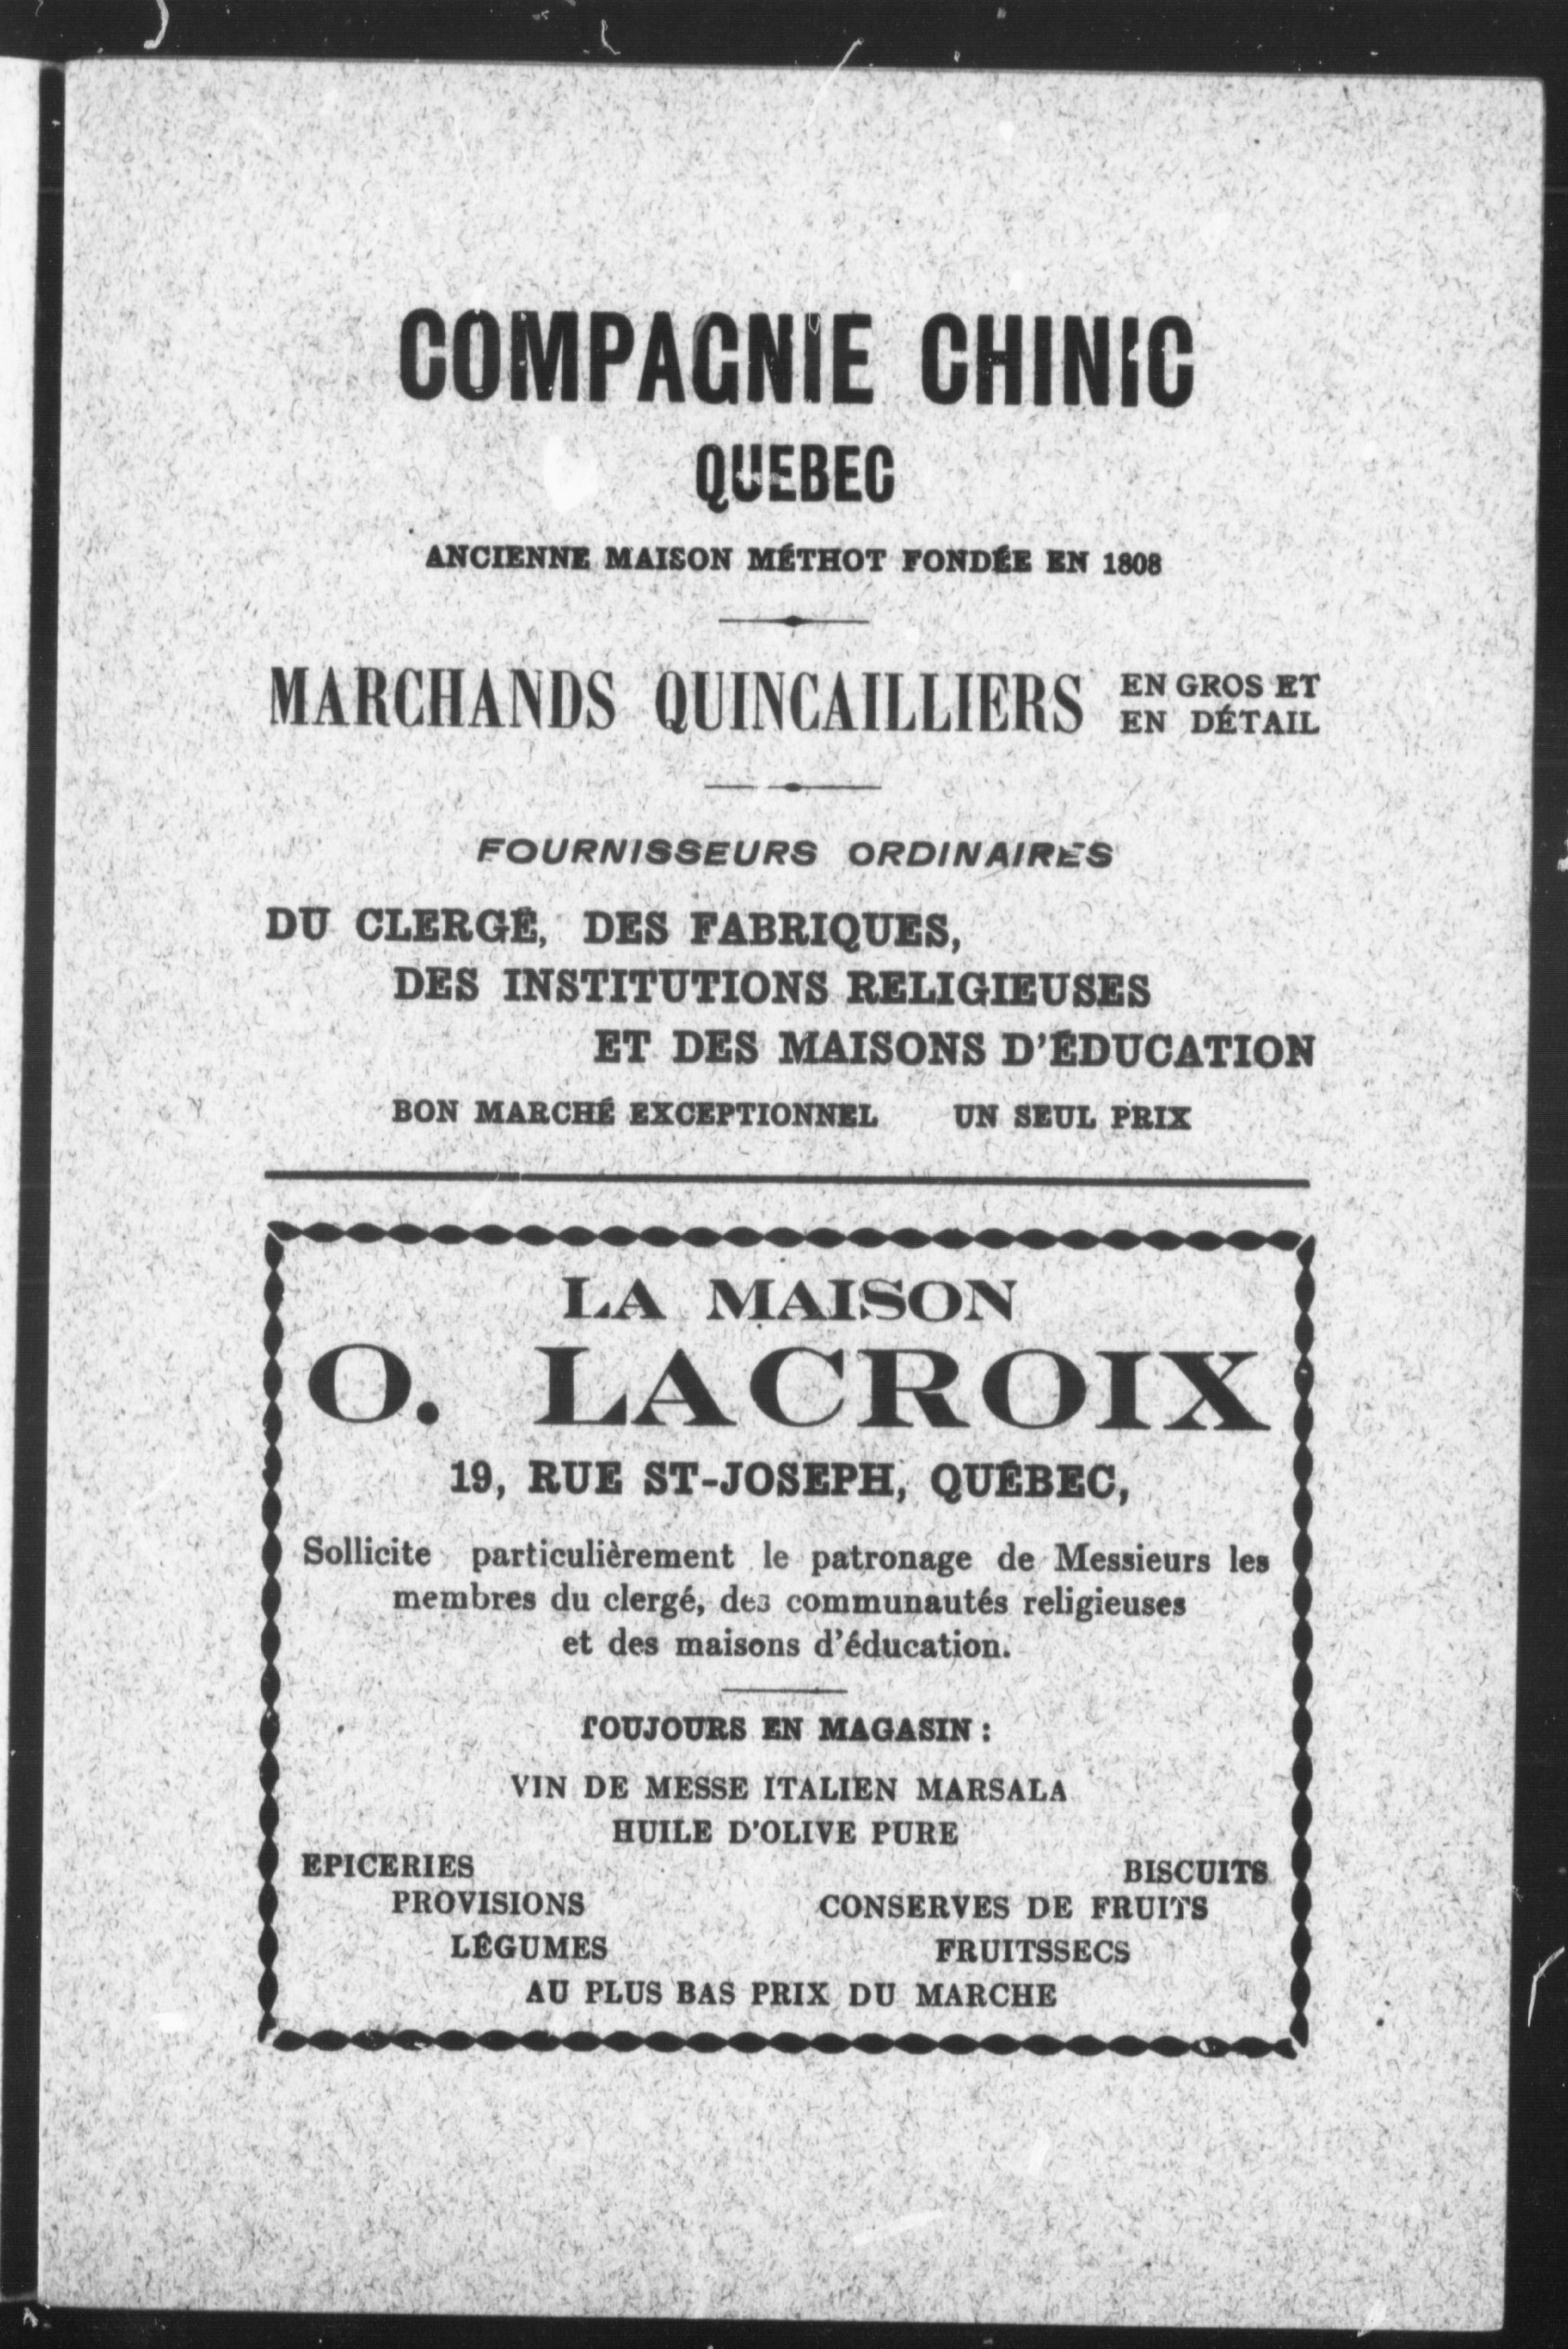 COMPAGNIE CHINIC
QUEBEC
ANCIENNE MAISON MÉTHOT FONDÉE EN 1808
MARCHANDS QUINCAILLIERS EN GROS ET
EN DÉTAIL
FOURNISSEURS ORDINAIRES
DU CLERGÉ, DES FABRIQUES,
DES INSTITUTIONS RELIGIEUSES
ET DES MAISONS D'ÉDUCATION
BON MARCHÉ EXCEPTIONNEL UN SEUL PRIX
LA MAISON
O. LACROIX
19, RUE ST-JOSEPH, QUÉBEC,
Sollicite particulièrement le patronage de Messieurs les
membres du clergé, des communautés religieuses
et des maisons d'éducation.
TOUJOURS EN MAGASIN :
VIN DE MESSE ITALIEN MARSALA
HUILE D'OLIVE PURE
EPICERIES BISCUITS
PROVISIONS CONSERVES DE FRUITS
LÉGUMES FRUITSSECS
AU PLUS BAS PRIX DU MARCHE